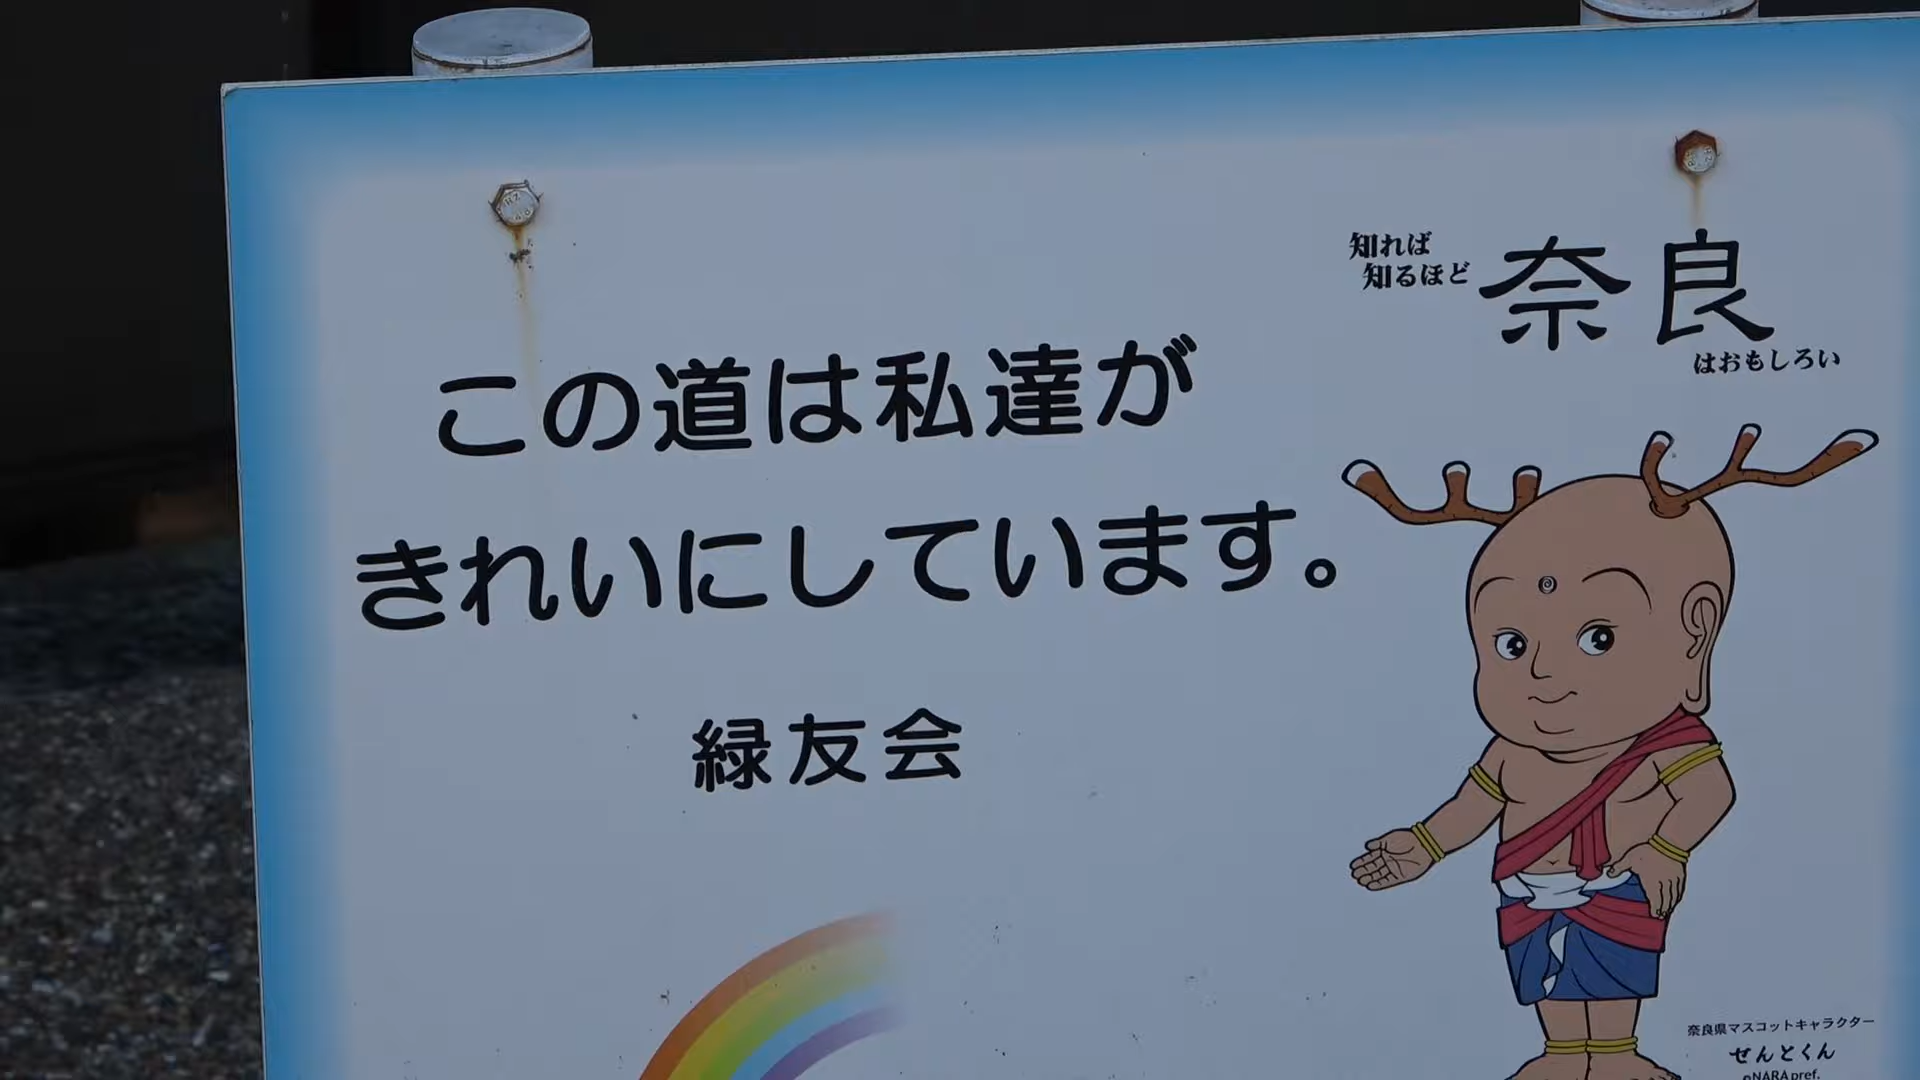 知れば
知るほど
奈良
はおもしろい
この道は私達が
きれいにしています。
緑友会
奈良県マスコットキャラクター
せんとくん
©NARA pref.